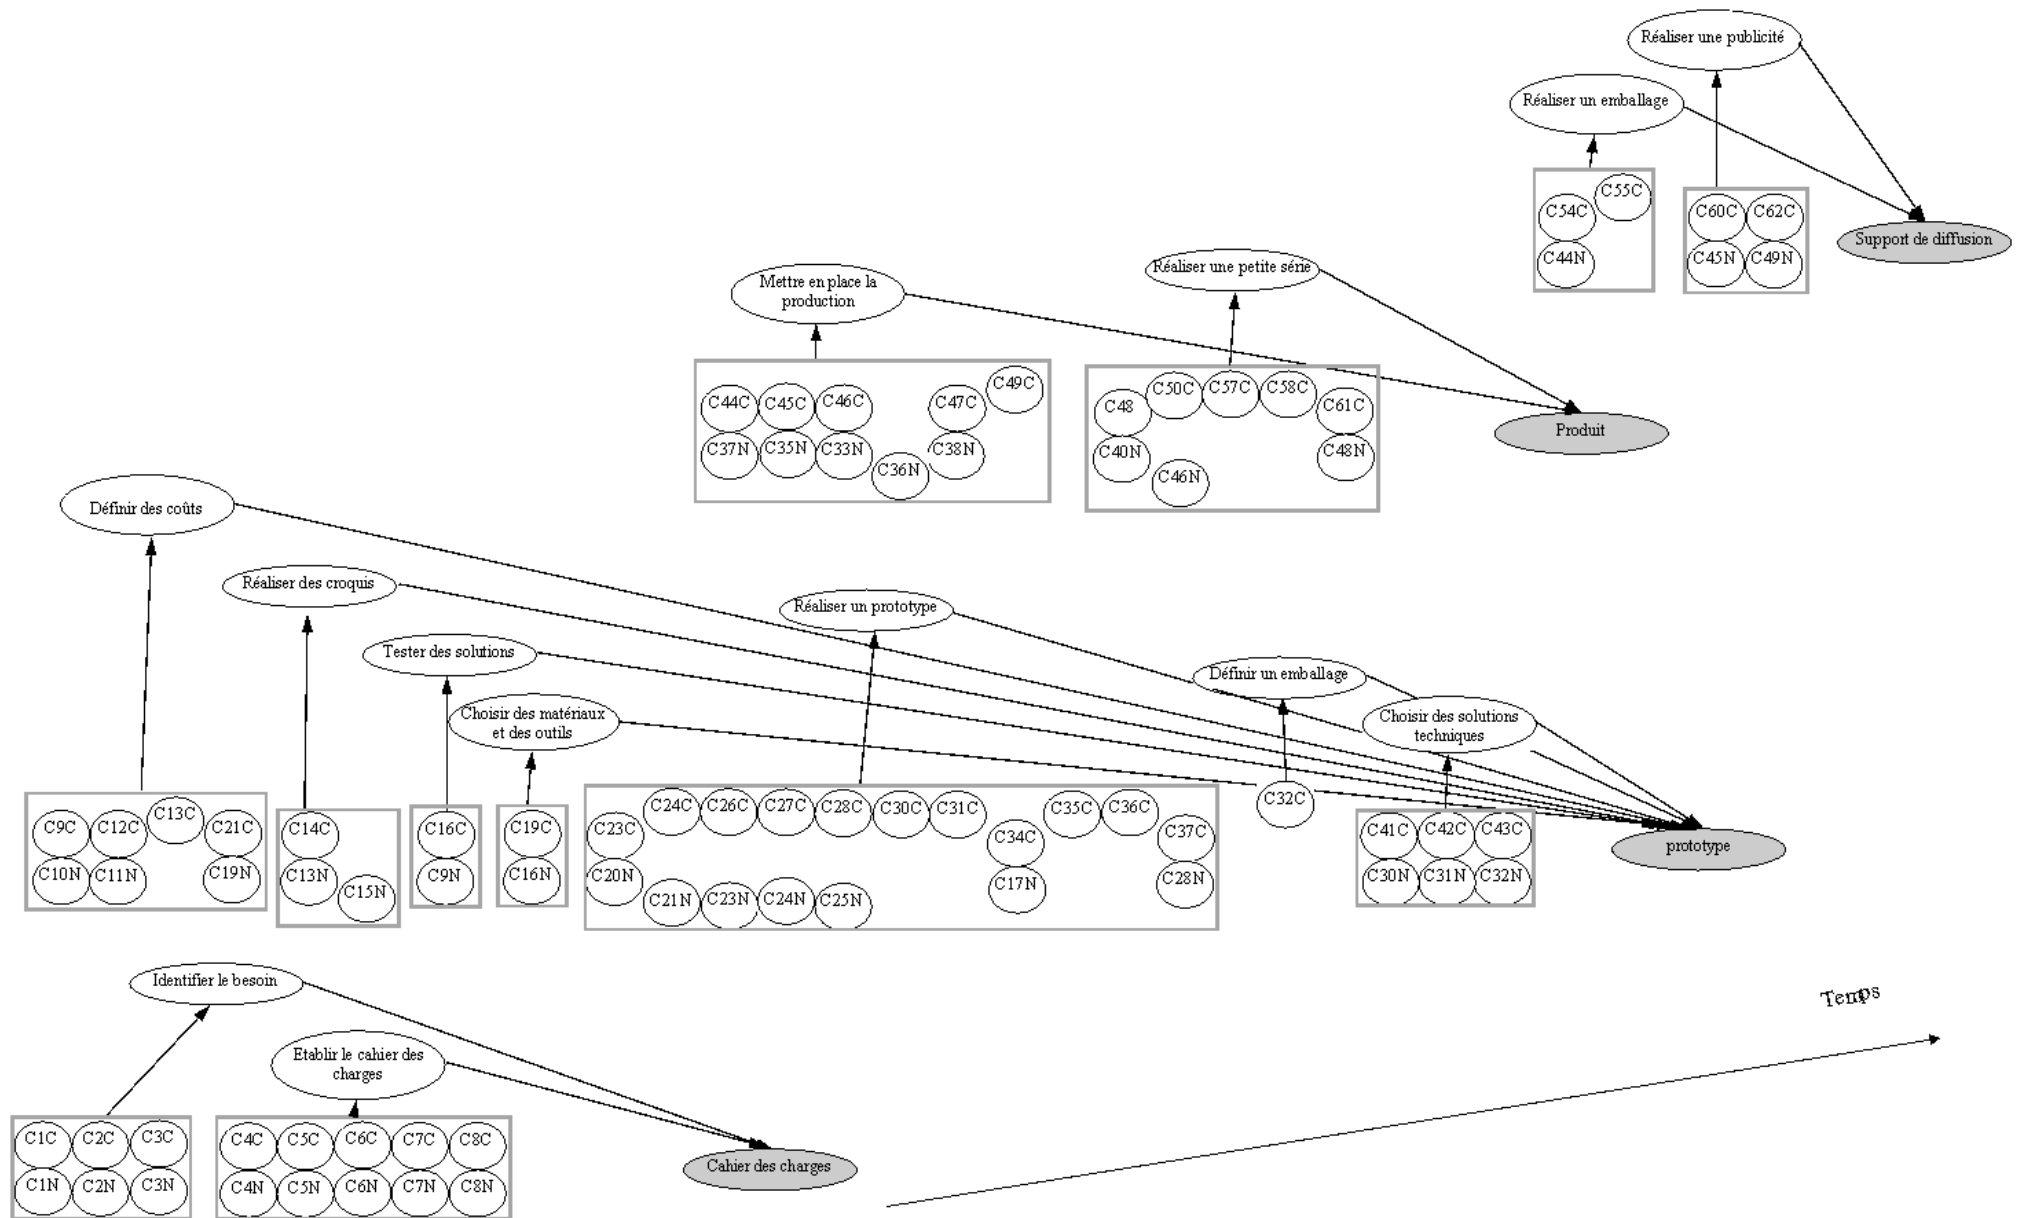 Réaliser une publicité
Réaliser un emballage
C55C
C54C
C44N
C60C C62C
C45N C49N
Support de diffusion
Mettre en place la
production
Réaliser une petite série
C49C
C44C C45C C46C C47C
C37N C35N C33N C38N
C36N
C50C C57C C58C
C48 C61C
C40N C48N
C46N
Produit
Définir des coûts
Réaliser des croquis
Tester des solutions
Choisir des matériaux
et des outils
Réaliser un prototype
Définir un emballage
Choisir des solutions
techniques
C13C
C9C C12C C21C
C10N C11N C19N
C14C
C13N
C15N
C16C
C9N
C19C
C16N
C24C C26C C27C C28C C30C C31C C35C C36C
C23C C34C C37C
C20N C17N C28N
C21N C23N C24N C25N
C32C
C41C C42C C43C
C30N C31N C32N
prototype
Identifier le besoin
Etablir le cahier des
charges
Temps
C1C C2C C3C
C1N C2N C3N
C4C C5C C6C C7C C8C
C4N C5N C6N C7N C8N
Cahier des charges